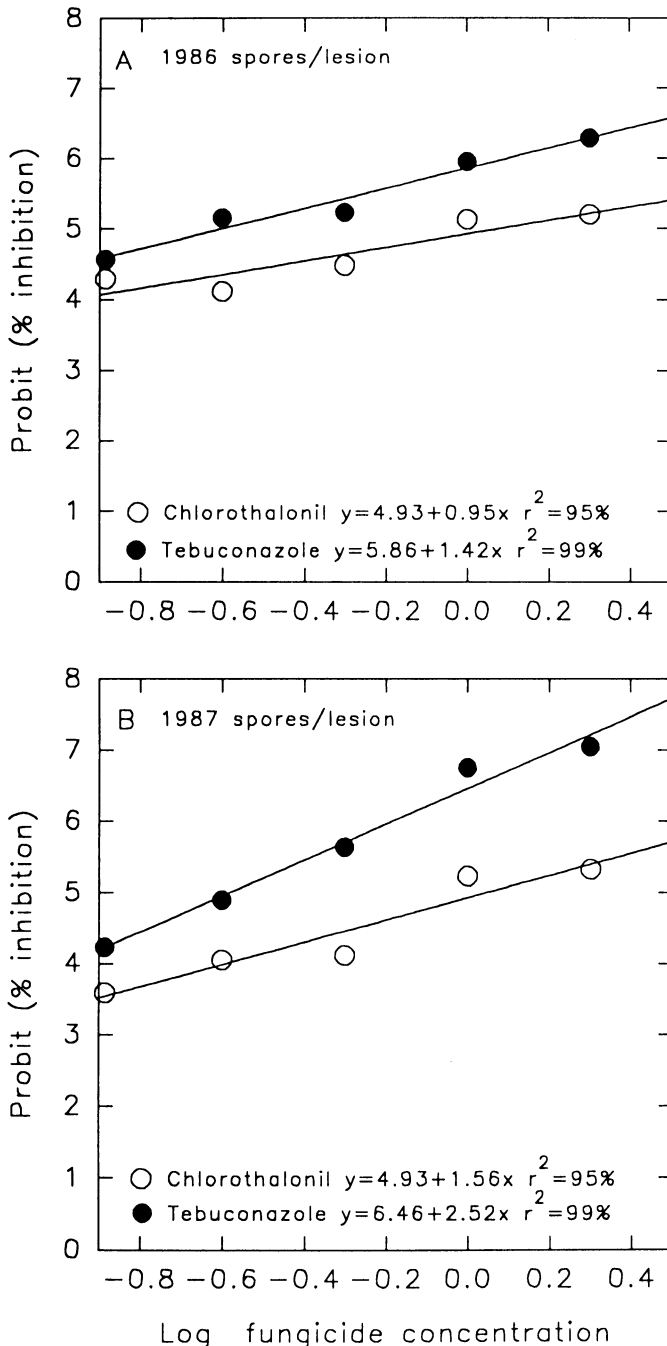 8
A 1986 spores/lesion
7
6
5
4
3
2
1
0
Probit (% inhibition)
○ Chlorothalonil y=4.93+0.95x r²=95%
● Tebuconazole y=5.86+1.42x r²=99%
−0.8 −0.6 −0.4 −0.2 0.0 0.2 0.4
8
B 1987 spores/lesion
7
6
5
4
3
2
1
0
Probit (% inhibition)
○ Chlorothalonil y=4.93+1.56x r²=95%
● Tebuconazole y=6.46+2.52x r²=99%
−0.8 −0.6 −0.4 −0.2 0.0 0.2 0.4
Log fungicide concentration